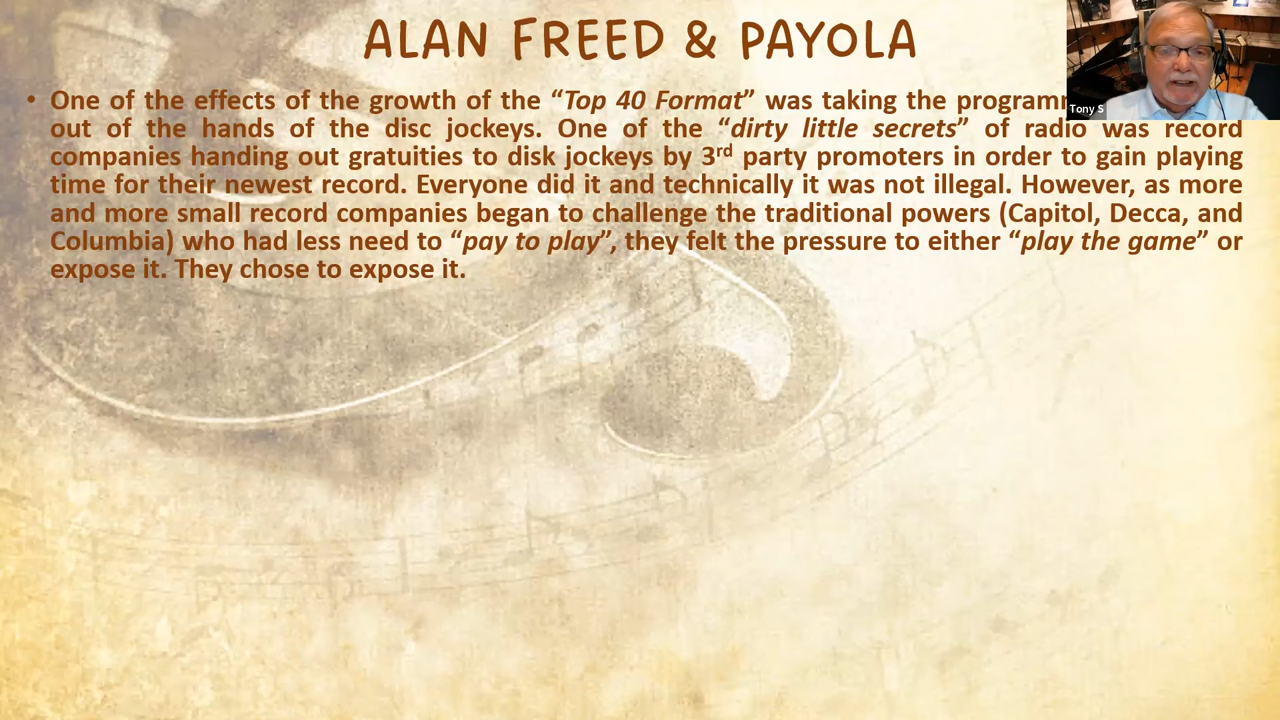 ALAN FREED & PAYOLA
• One of the effects of the growth of the “Top 40 Format” was taking the
out of the hands of the disc jockeys. One of the “dirty little secrets” of radio was record
companies handing out gratuities to disk jockeys by 3rd party promoters in order to gain playing
time for their newest record. Everyone did it and technically it was not illegal. However, as more
and more small record companies began to challenge the traditional powers (Capitol, Decca, and
Columbia) who had less need to “pay to play”, they felt the pressure to either “play the game” or
expose it. They chose to expose it.
Tony S